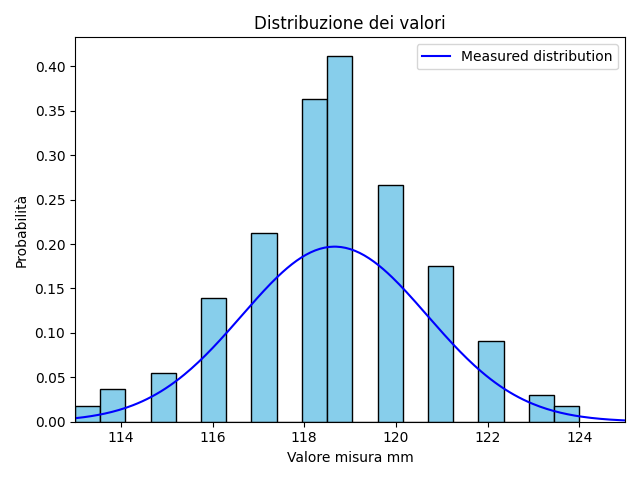 Distribuzione dei valori
Measured distribution
0.40
0.35
0.30
0.25
0.20
0.15
0.10
0.05
0.00
Probabilità
114 116 118 120 122 124
Valore misura mm